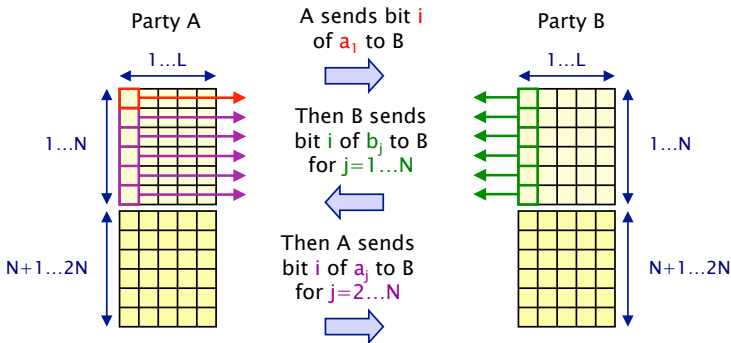 Party A
A sends bit i
of a1 to B
Party B
1...L
1...L
Then B sends
bit i of bj to B
for j=1...N
1...N
1...N
Then A sends
bit i of aj to B
for j=2...N
N+1...2N
N+1...2N